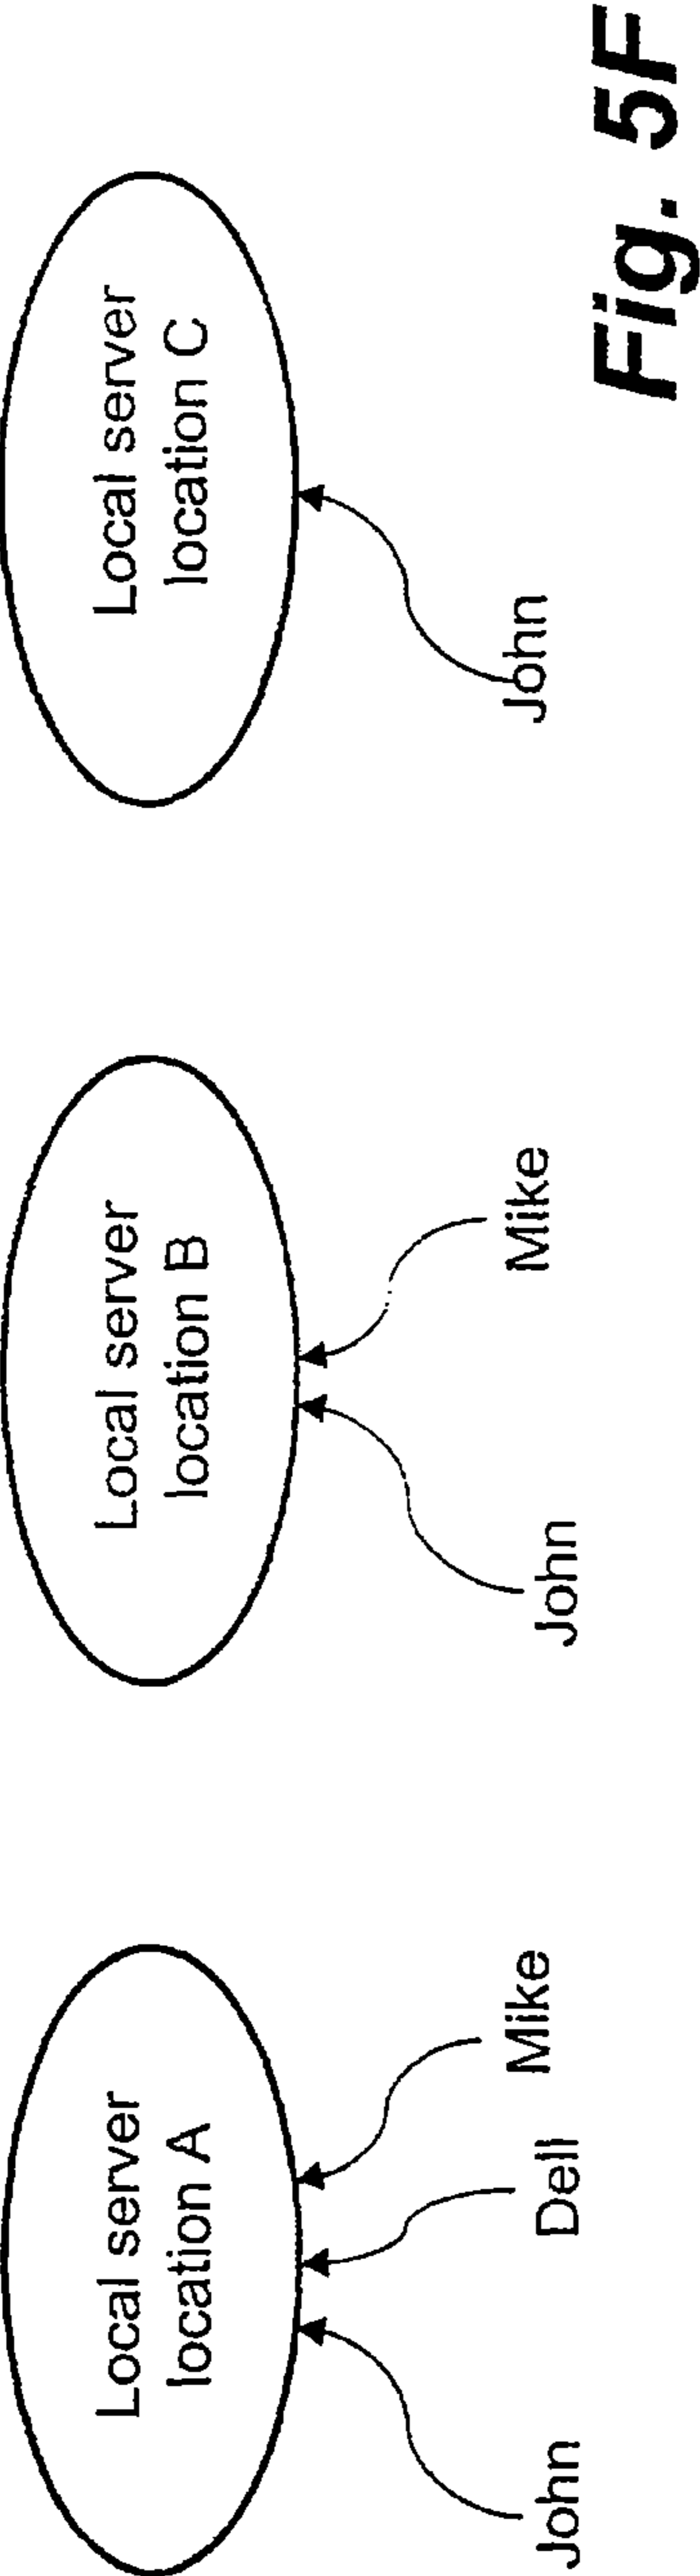 Local server
location A
John
Dell
Mike
Local server
location B
John
Mike
Local server
location C
John
Fig. 5F